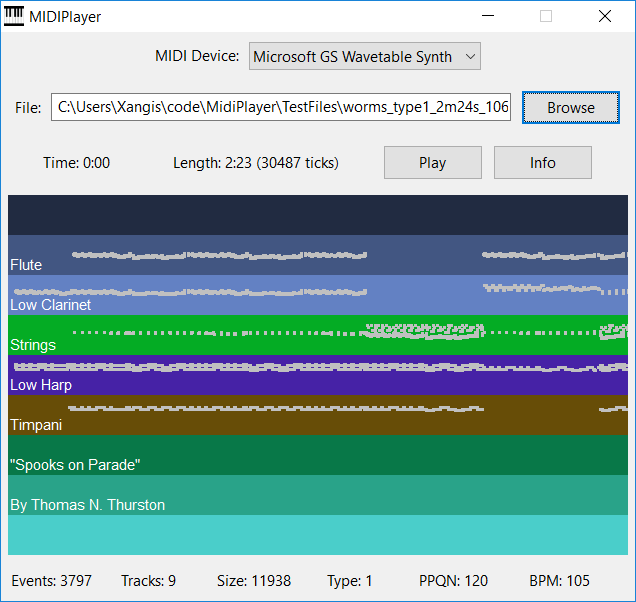 MIDIPlayer
MIDI Device: Microsoft GS Wavetable Synth
File: C:\Users\Xangis\code\MidiPlayer\TestFiles\worms_type1_2m24s_106 Browse
Time: 0:00 Length: 2:23 (30487 ticks) Play Info
Flute
Low Clarinet
Strings
Low Harp
Timpani
"Spooks on Parade"
By Thomas N. Thurston
Events: 3797 Tracks: 9 Size: 11938 Type: 1 PPQN: 120 BPM: 105